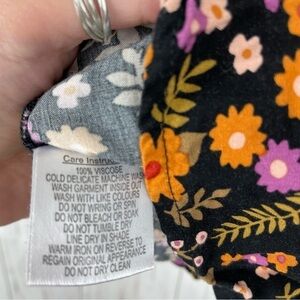 Care Instruc
100% VISCOSE
COLD DELICATE MACHINE WASH
WASH GARMENT INSIDE OUT
WASH WITH LIKE COLOURS
DO NOT WRING OR SPIN
DO NOT BLEACH OR SOAK
DO NOT TUMBLE DRY
LINE DRY IN SHADE
WARM IRON ON REVERSE TO
REGAIN ORIGINAL APPEARANCE
DO NOT DRY CLEAN